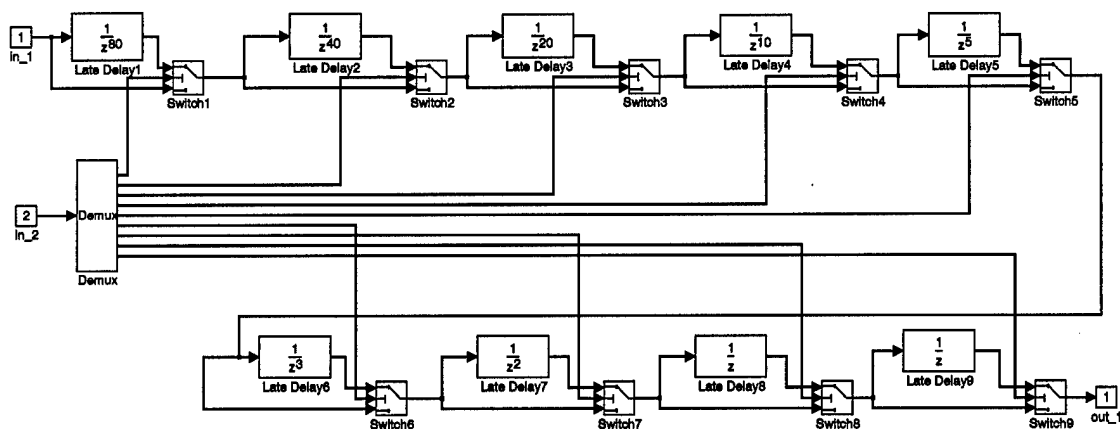 1
in_1
1
z80
Late Delay1
Switch1
1
z40
Late Delay2
Switch2
1
z20
Late Delay3
Switch3
1
z10
Late Delay4
Switch4
1
z5
Late Delay5
Switch5
2
in_2
Demux
Demux
1
z3
Late Delay6
Switch6
1
z2
Late Delay7
Switch7
1
z
Late Delay8
Switch8
1
z
Late Delay9
Switch9
1
out_1